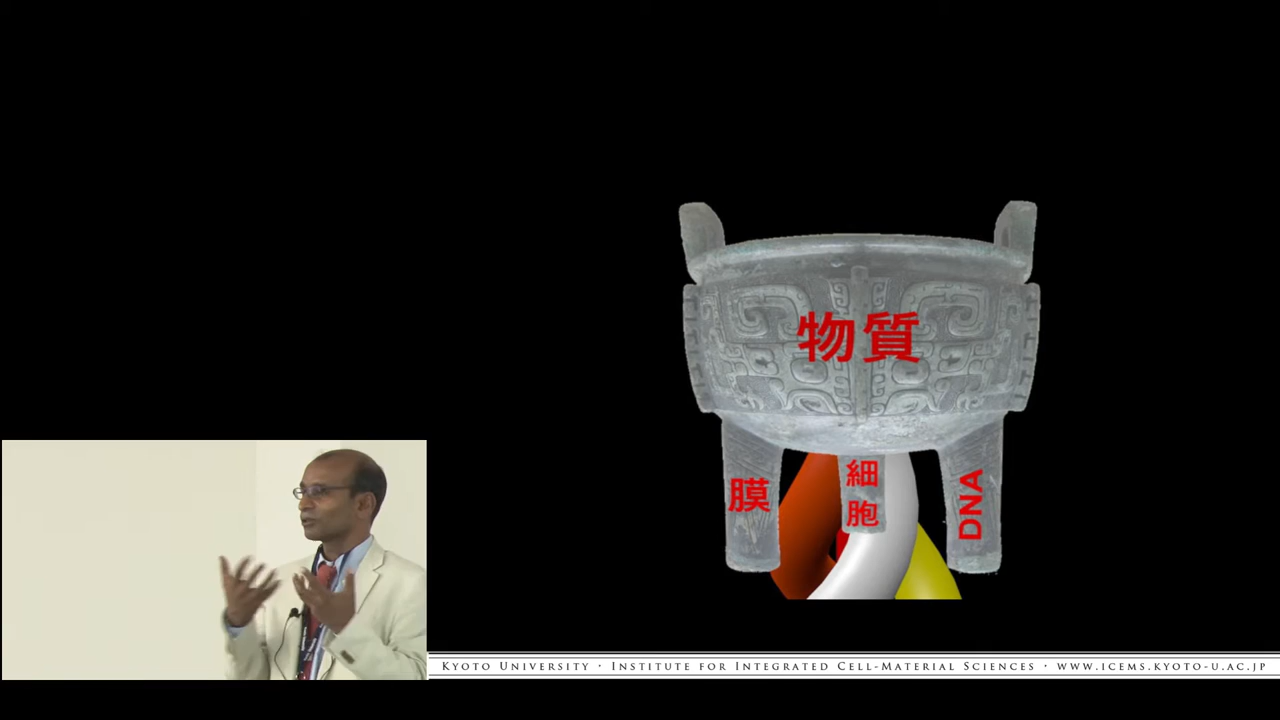 物質
膜
細
胞
DNA
KYOTO UNIVERSITY · INSTITUTE FOR INTEGRATED CELL-MATERIAL SCIENCES · WWW.ICEMS.KYOTO-U.AC.JP